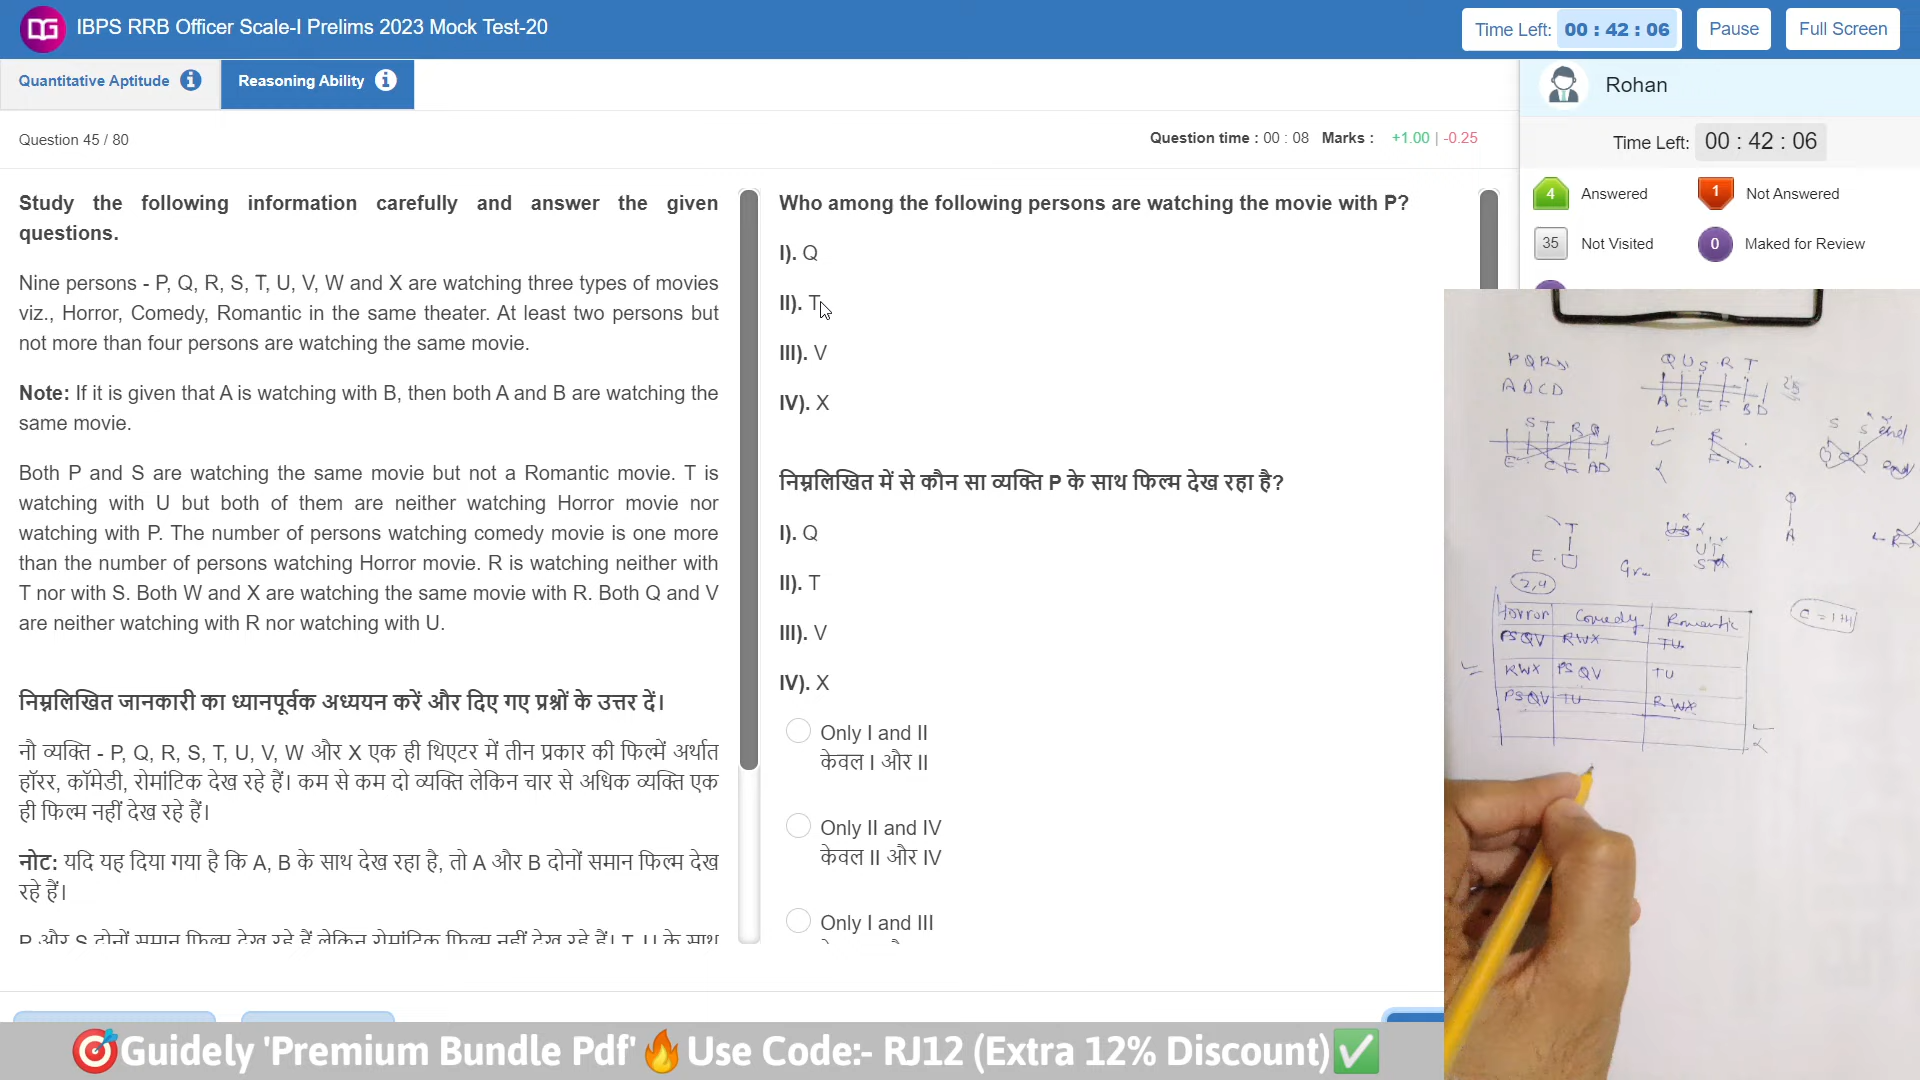 IBPS RRB Officer Scale-I Prelims 2023 Mock Test-20
Time Left: 00 : 42 : 06
Pause
Full Screen
Quantitative Aptitude
Reasoning Ability
Rohan
Question 45 / 80
Question time : 00 : 08 Marks : +1.00 | -0.25
Time Left: 00 : 42 : 06
4 Answered
1 Not Answered
35 Not Visited
0 Maked for Review
Study the following information carefully and answer the given
questions.
Nine persons - P, Q, R, S, T, U, V, W and X are watching three types of movies
viz., Horror, Comedy, Romantic in the same theater. At least two persons but
not more than four persons are watching the same movie.
Note: If it is given that A is watching with B, then both A and B are watching the
same movie.
Both P and S are watching the same movie but not a Romantic movie. T is
watching with U but both of them are neither watching Horror movie nor
watching with P. The number of persons watching comedy movie is one more
than the number of persons watching Horror movie. R is watching neither with
T nor with S. Both W and X are watching the same movie with R. Both Q and V
are neither watching with R nor watching with U.
निम्नलिखित जानकारी का ध्यानपूर्वक अध्ययन करें और दिए गए प्रश्नों के उत्तर दें।
नौ व्यक्ति - P, Q, R, S, T, U, V, W और X एक ही थिएटर में तीन प्रकार की फिल्में अर्थात
हॉरर, कॉमेडी, रोमांटिक देख रहे हैं। कम से कम दो व्यक्ति लेकिन चार से अधिक व्यक्ति एक
ही फिल्म नहीं देख रहे हैं।
नोट: यदि यह दिया गया है कि A, B के साथ देख रहा है, तो A और B दोनों समान फिल्म देख
रहे हैं।
P और S दोनों समान फिल्म देख रहे हैं लेकिन रोमांटिक फिल्म नहीं देख रहे हैं। T, U के साथ
Who among the following persons are watching the movie with P?
I). Q
II). T
III). V
IV). X
निम्नलिखित में से कौन सा व्यक्ति P के साथ फिल्म देख रहा है?
I). Q
II). T
III). V
IV). X
Only I and II
केवल I और II
Only II and IV
केवल II और IV
Only I and III
PQRS
ABCD
Q U S R T
A C E F B D
S T R Q
T
E
U T
Q
A
2,4
Horror Comedy Romantic
PSQV RWX TU
RWX PSQV TU
PSQV TU RWX
C = 1+H
Guidely 'Premium Bundle Pdf' Use Code:- RJ12 (Extra 12% Discount)